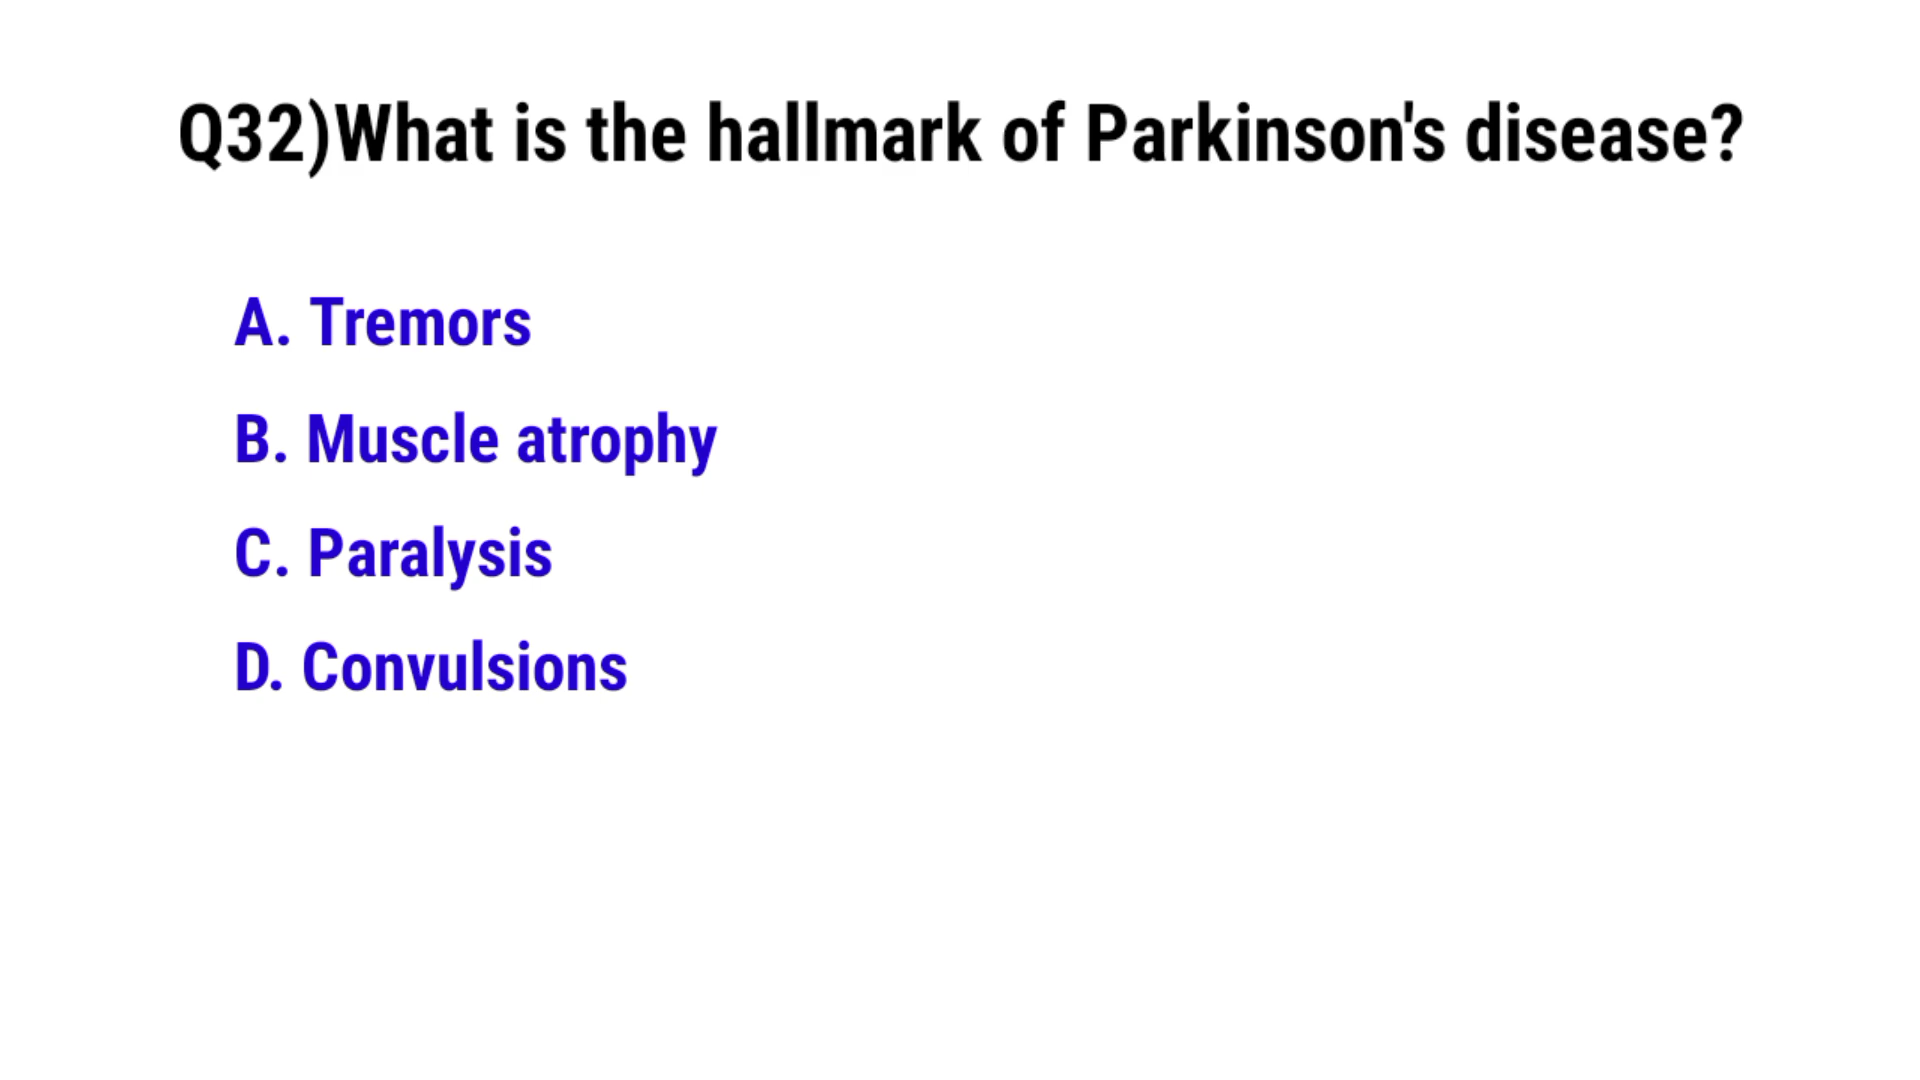 Q32)What is the hallmark of Parkinson's disease?
A. Tremors
B. Muscle atrophy
C. Paralysis
D. Convulsions